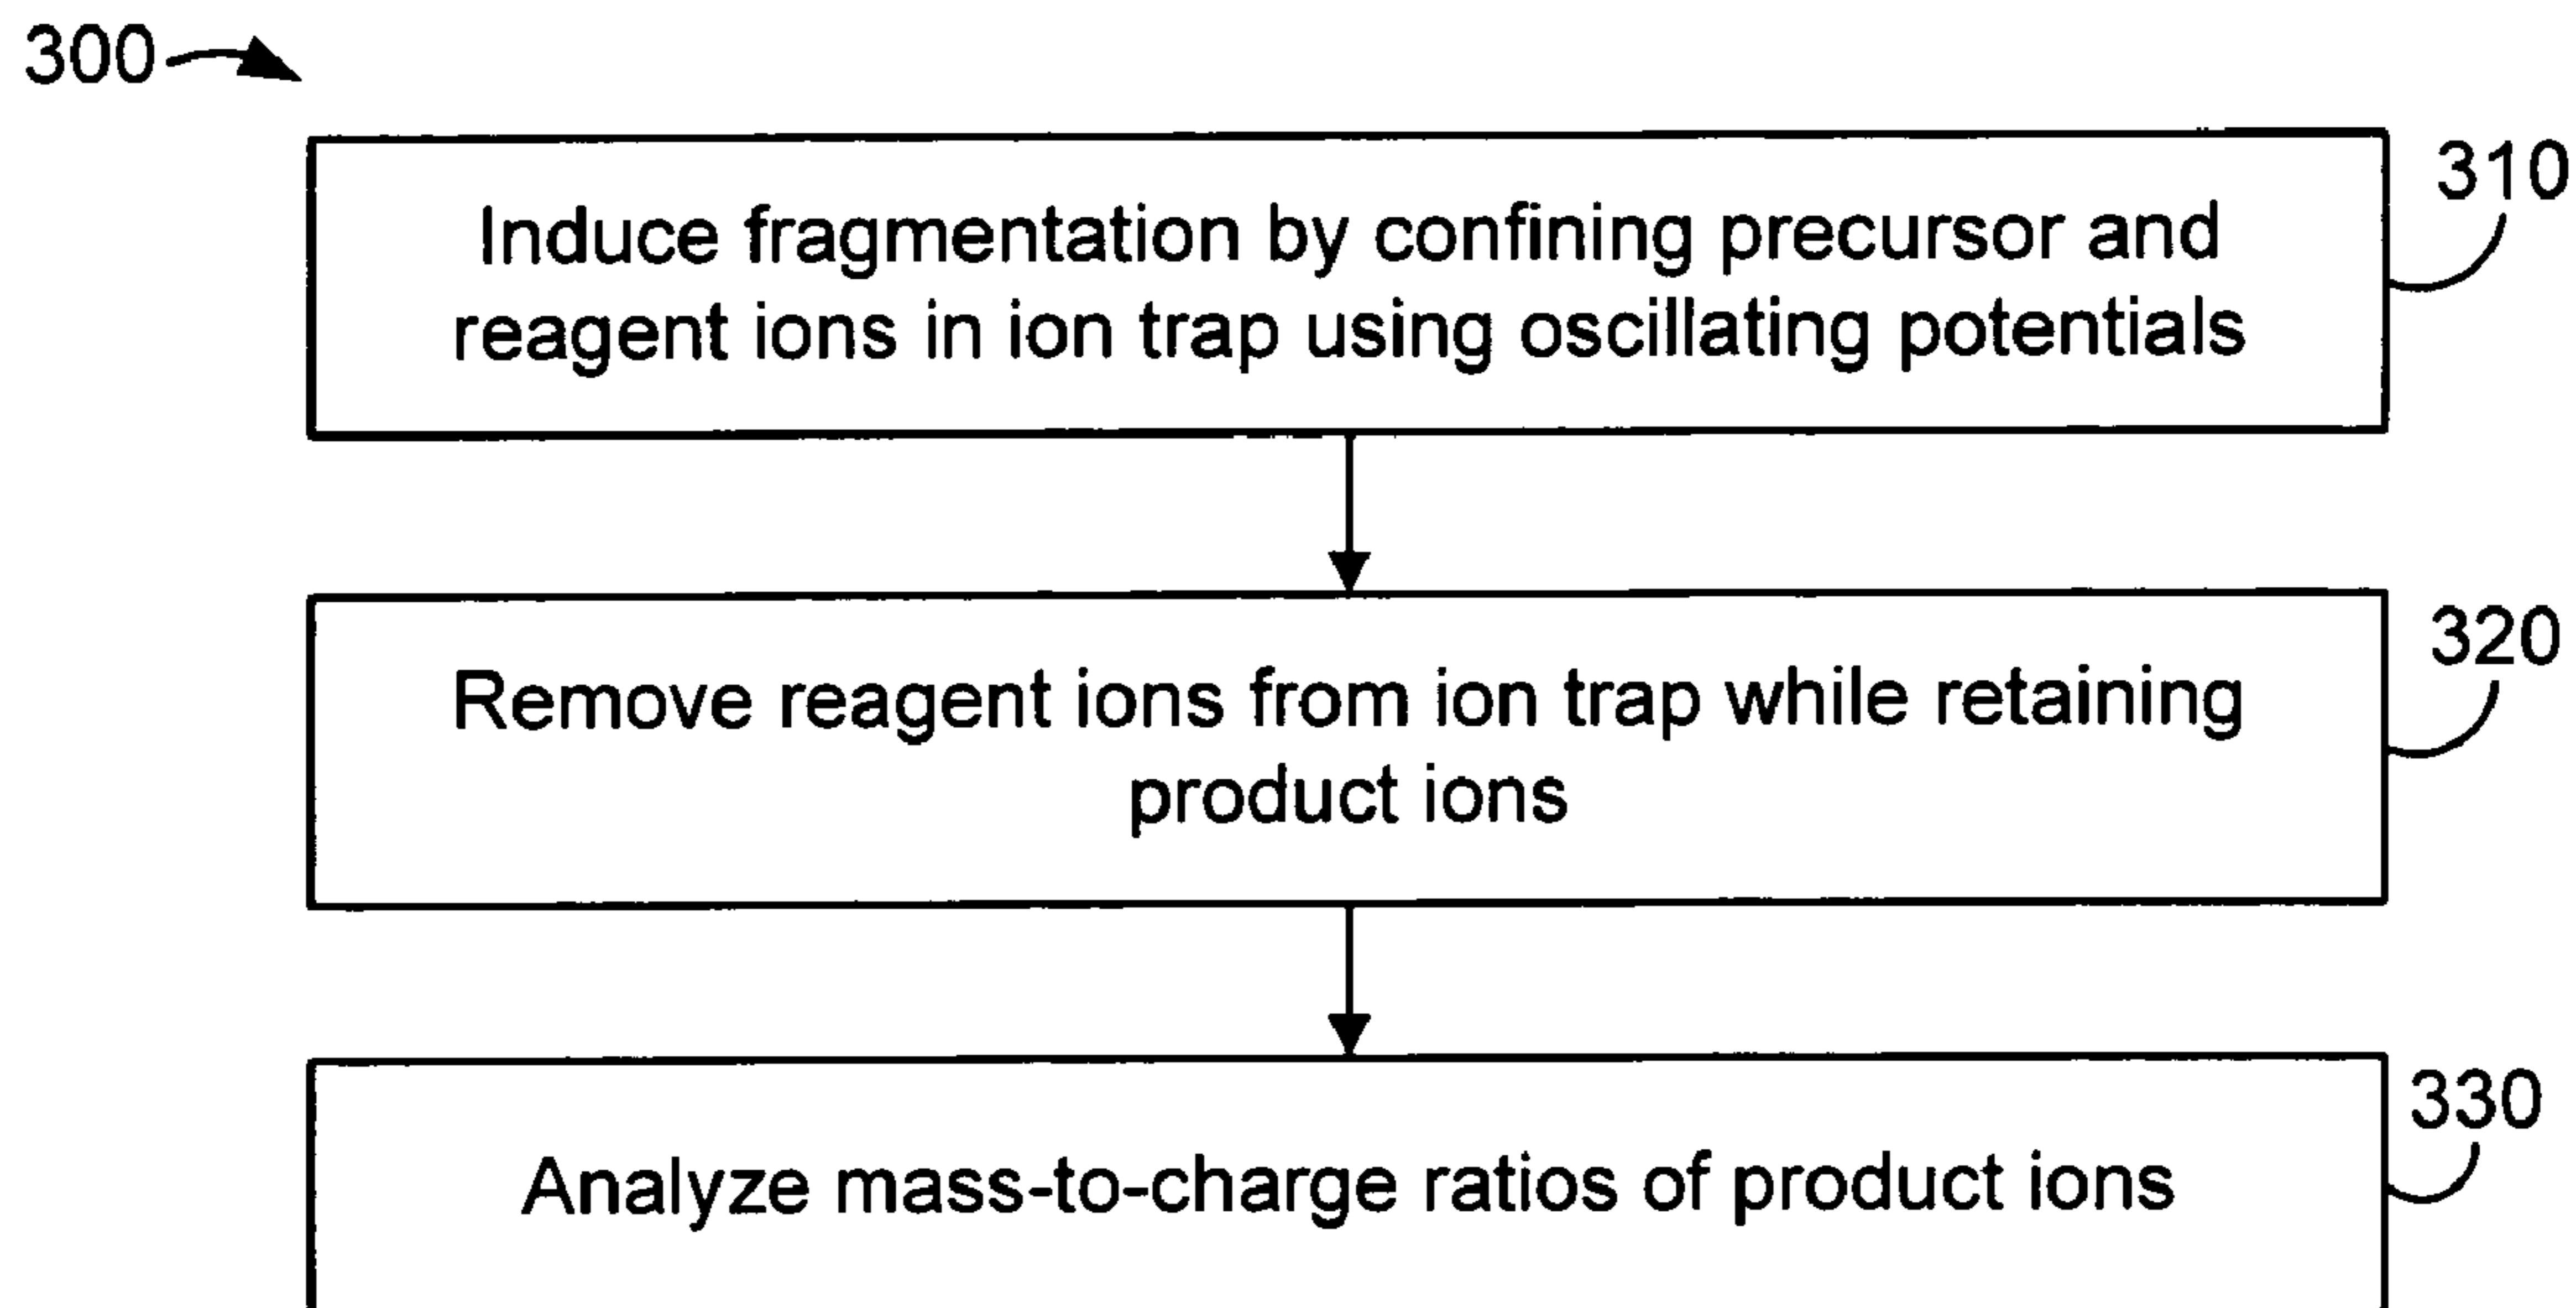 300
310
Induce fragmentation by confining precursor and
reagent ions in ion trap using oscillating potentials
320
Remove reagent ions from ion trap while retaining
product ions
330
Analyze mass-to-charge ratios of product ions